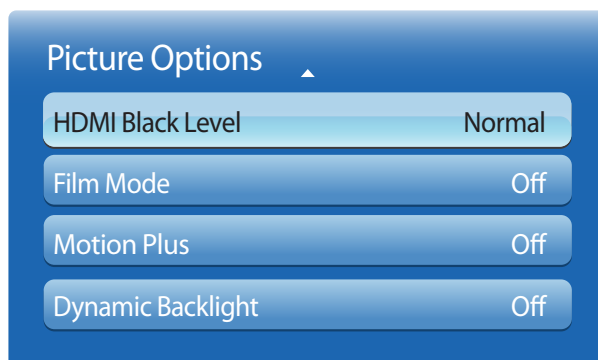 Picture Options
HDMI Black Level Normal
Film Mode Off
Motion Plus Off
Dynamic Backlight Off